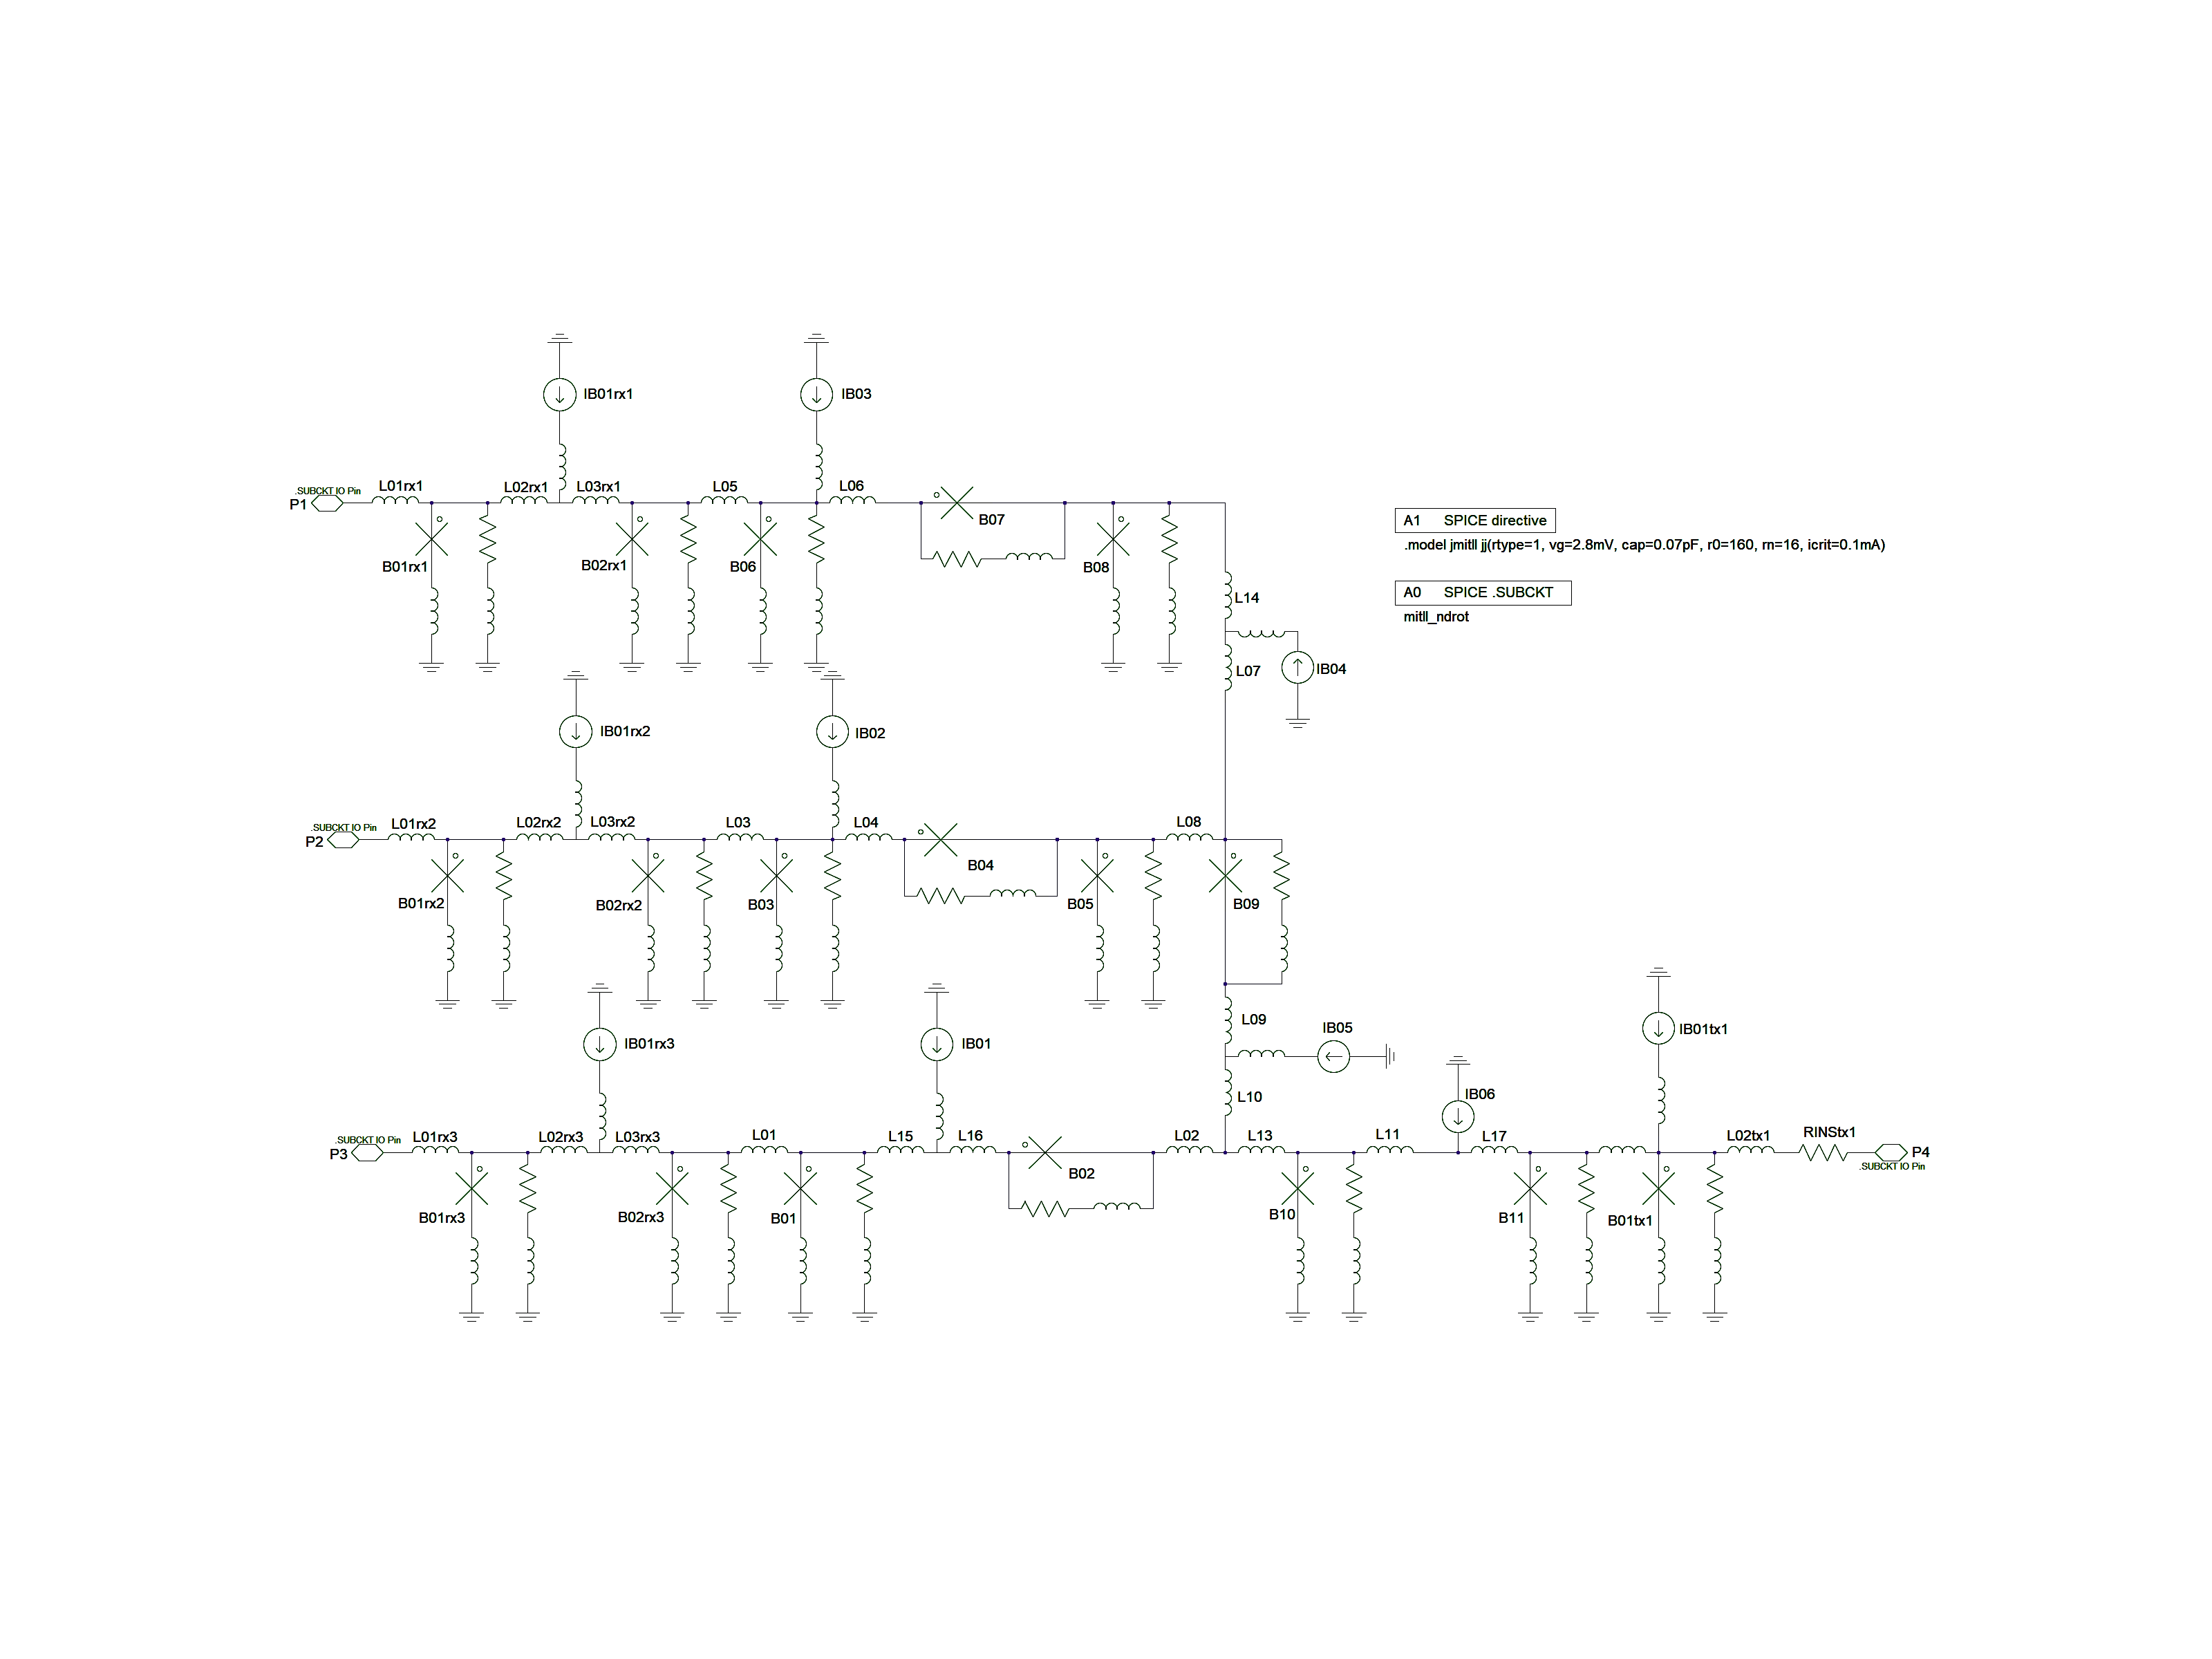 IB01rx1
IB03
.SUBCKT IO Pin
P1
L01rx1
L02rx1
L03rx1
L05
L06
B07
B01rx1
B02rx1
B06
B08
A1 SPICE directive
.model jmitll jj(rtype=1, vg=2.8mV, cap=0.07pF, r0=160, rn=16, icrit=0.1mA)
A0 SPICE .SUBCKT
mitll_ndrot
L14
L07
IB04
IB01rx2
IB02
.SUBCKT IO Pin
P2
L01rx2
L02rx2
L03rx2
L03
L04
L08
B04
B01rx2
B02rx2
B03
B05
B09
L09
IB05
IB01rx3
IB01
IB01tx1
L10
IB06
.SUBCKT IO Pin
P3
L01rx3
L02rx3
L03rx3
L01
L15
L16
B02
L02
L13
L11
L17
L02tx1
RINStx1
P4
.SUBCKT IO Pin
B01rx3
B02rx3
B01
B10
B11
B01tx1